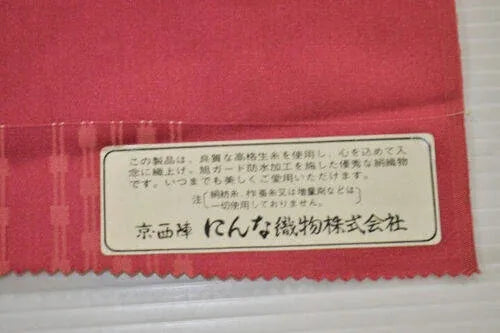 この製品は、良質な高格生糸を使用し、心を込めて入
念に織上げ。旭ガード防水加工を施した優秀な絹織物
です。いつまでも美しくご愛用いただけます。
注〔絹紡糸、柞蚕糸又は増量剤などは
一切使用しておりません。〕
京・西陣 にんな織物株式会社